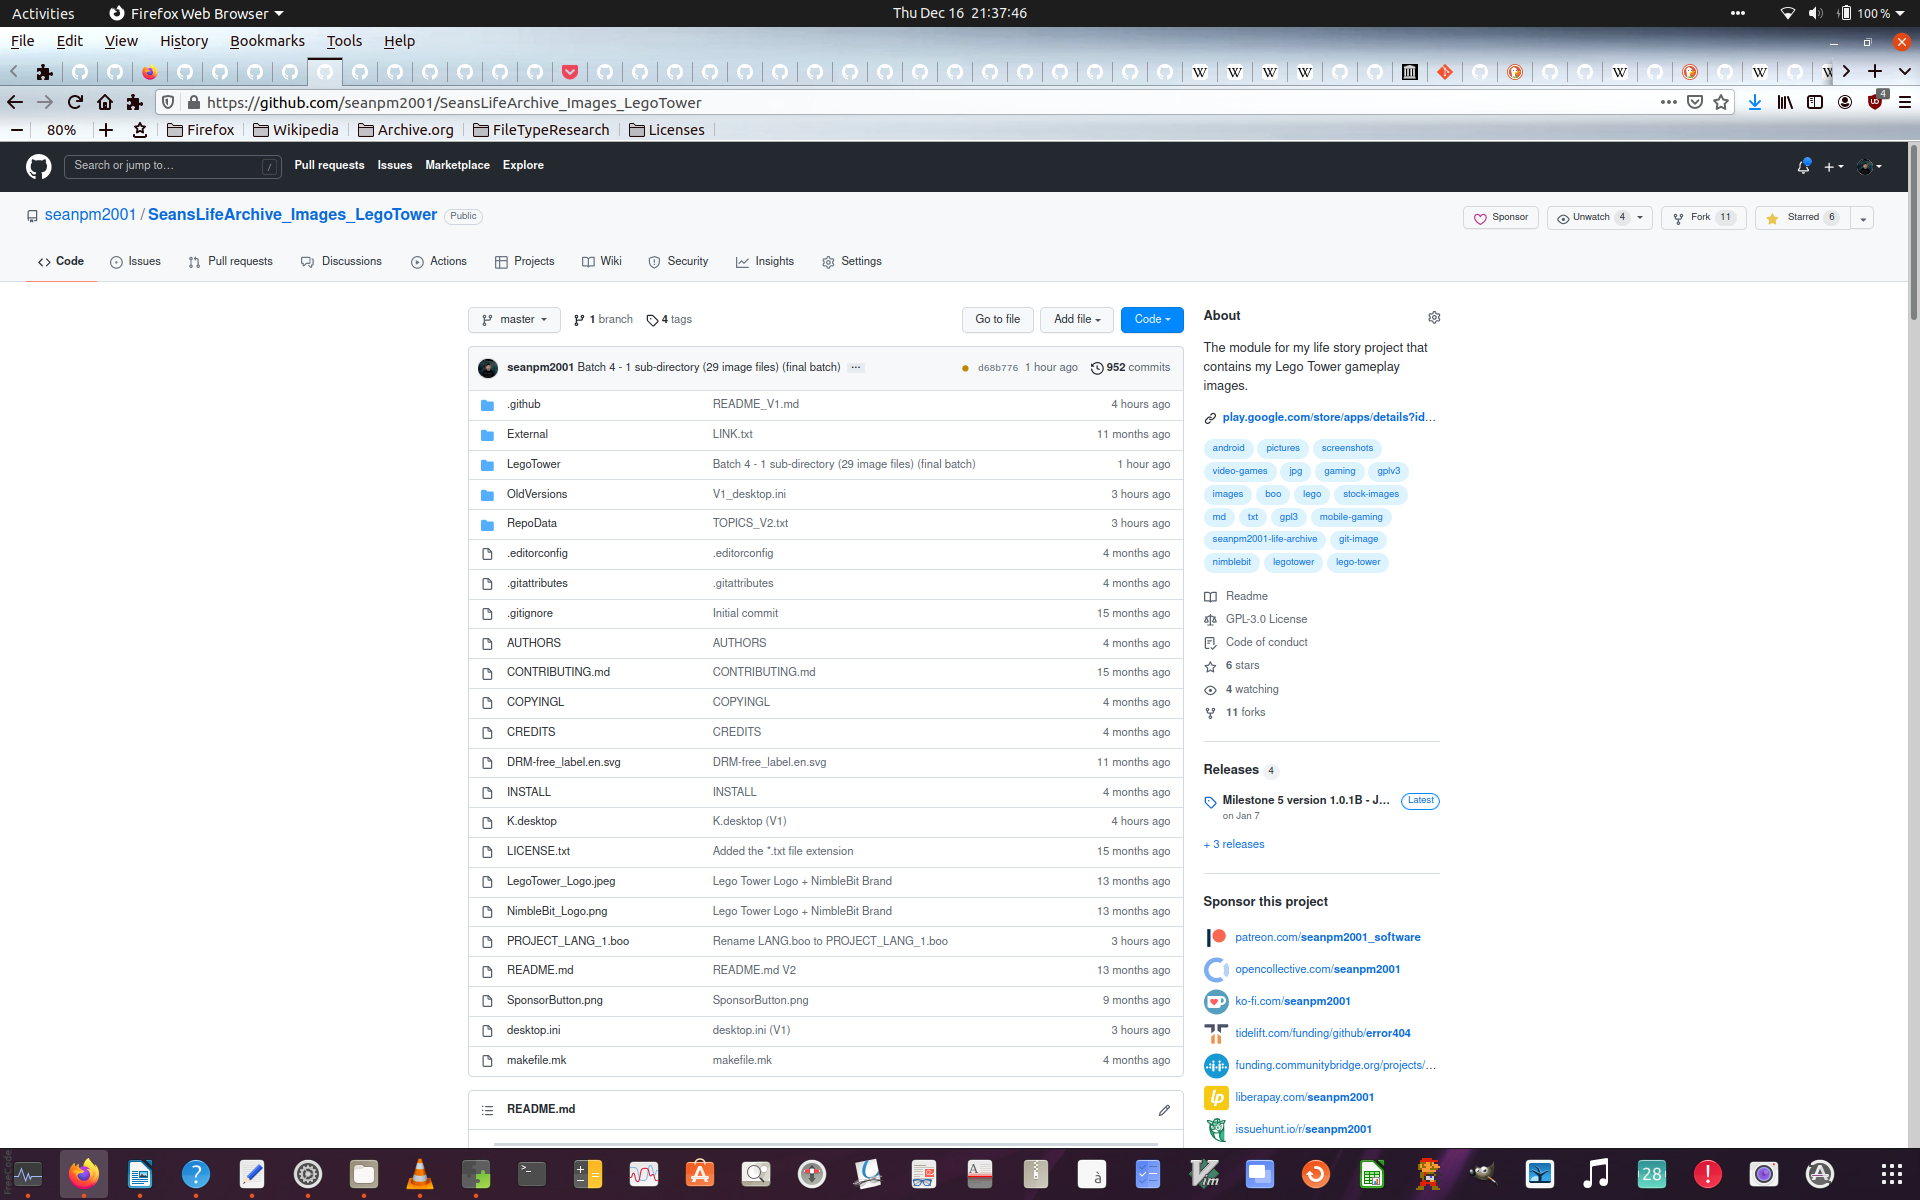 Activities Firefox Web Browser Thu Dec 16 21:37:46 100 %
File Edit View History Bookmarks Tools Help
https://github.com/seanpm2001/SeansLifeArchive_Images_LegoTower 4
80% Firefox Wikipedia Archive.org FileTypeResearch Licenses
Search or jump to… / Pull requests Issues Marketplace Explore
seanpm2001 / SeansLifeArchive_Images_LegoTower Public Sponsor Unwatch 4 Fork 11 Starred 6
Code Issues Pull requests Discussions Actions Projects Wiki Security Insights Settings
master 1 branch 4 tags Go to file Add file Code
seanpm2001 Batch 4 - 1 sub-directory (29 image files) (final batch) ... d68b776 1 hour ago 952 commits
.github README_V1.md 4 hours ago
External LINK.txt 11 months ago
LegoTower Batch 4 - 1 sub-directory (29 image files) (final batch) 1 hour ago
OldVersions V1_desktop.ini 3 hours ago
RepoData TOPICS_V2.txt 3 hours ago
.editorconfig .editorconfig 4 months ago
.gitattributes .gitattributes 4 months ago
.gitignore Initial commit 15 months ago
AUTHORS AUTHORS 4 months ago
CONTRIBUTING.md CONTRIBUTING.md 15 months ago
COPYINGL COPYINGL 4 months ago
CREDITS CREDITS 4 months ago
DRM-free_label.en.svg DRM-free_label.en.svg 11 months ago
INSTALL INSTALL 4 months ago
K.desktop K.desktop (V1) 4 hours ago
LICENSE.txt Added the *.txt file extension 15 months ago
LegoTower_Logo.jpeg Lego Tower Logo + NimbleBit Brand 13 months ago
NimbleBit_Logo.png Lego Tower Logo + NimbleBit Brand 13 months ago
PROJECT_LANG_1.boo Rename LANG.boo to PROJECT_LANG_1.boo 3 hours ago
README.md README.md V2 13 months ago
SponsorButton.png SponsorButton.png 9 months ago
desktop.ini desktop.ini (V1) 3 hours ago
makefile.mk makefile.mk 4 months ago
README.md
About
The module for my life story project that
contains my Lego Tower gameplay
images.
play.google.com/store/apps/details?id...
android pictures screenshots
video-games jpg gaming gplv3
images boo lego stock-images
md txt gpl3 mobile-gaming
seanpm2001-life-archive git-image
nimblebit legotower lego-tower
Readme
GPL-3.0 License
Code of conduct
6 stars
4 watching
11 forks
Releases 4
Milestone 5 version 1.0.1B - J... Latest
on Jan 7
+ 3 releases
Sponsor this project
patreon.com/seanpm2001_software
opencollective.com/seanpm2001
ko-fi.com/seanpm2001
tidelift.com/funding/github/error404
funding.communitybridge.org/projects/...
liberapay.com/seanpm2001
issuehunt.io/r/seanpm2001
28